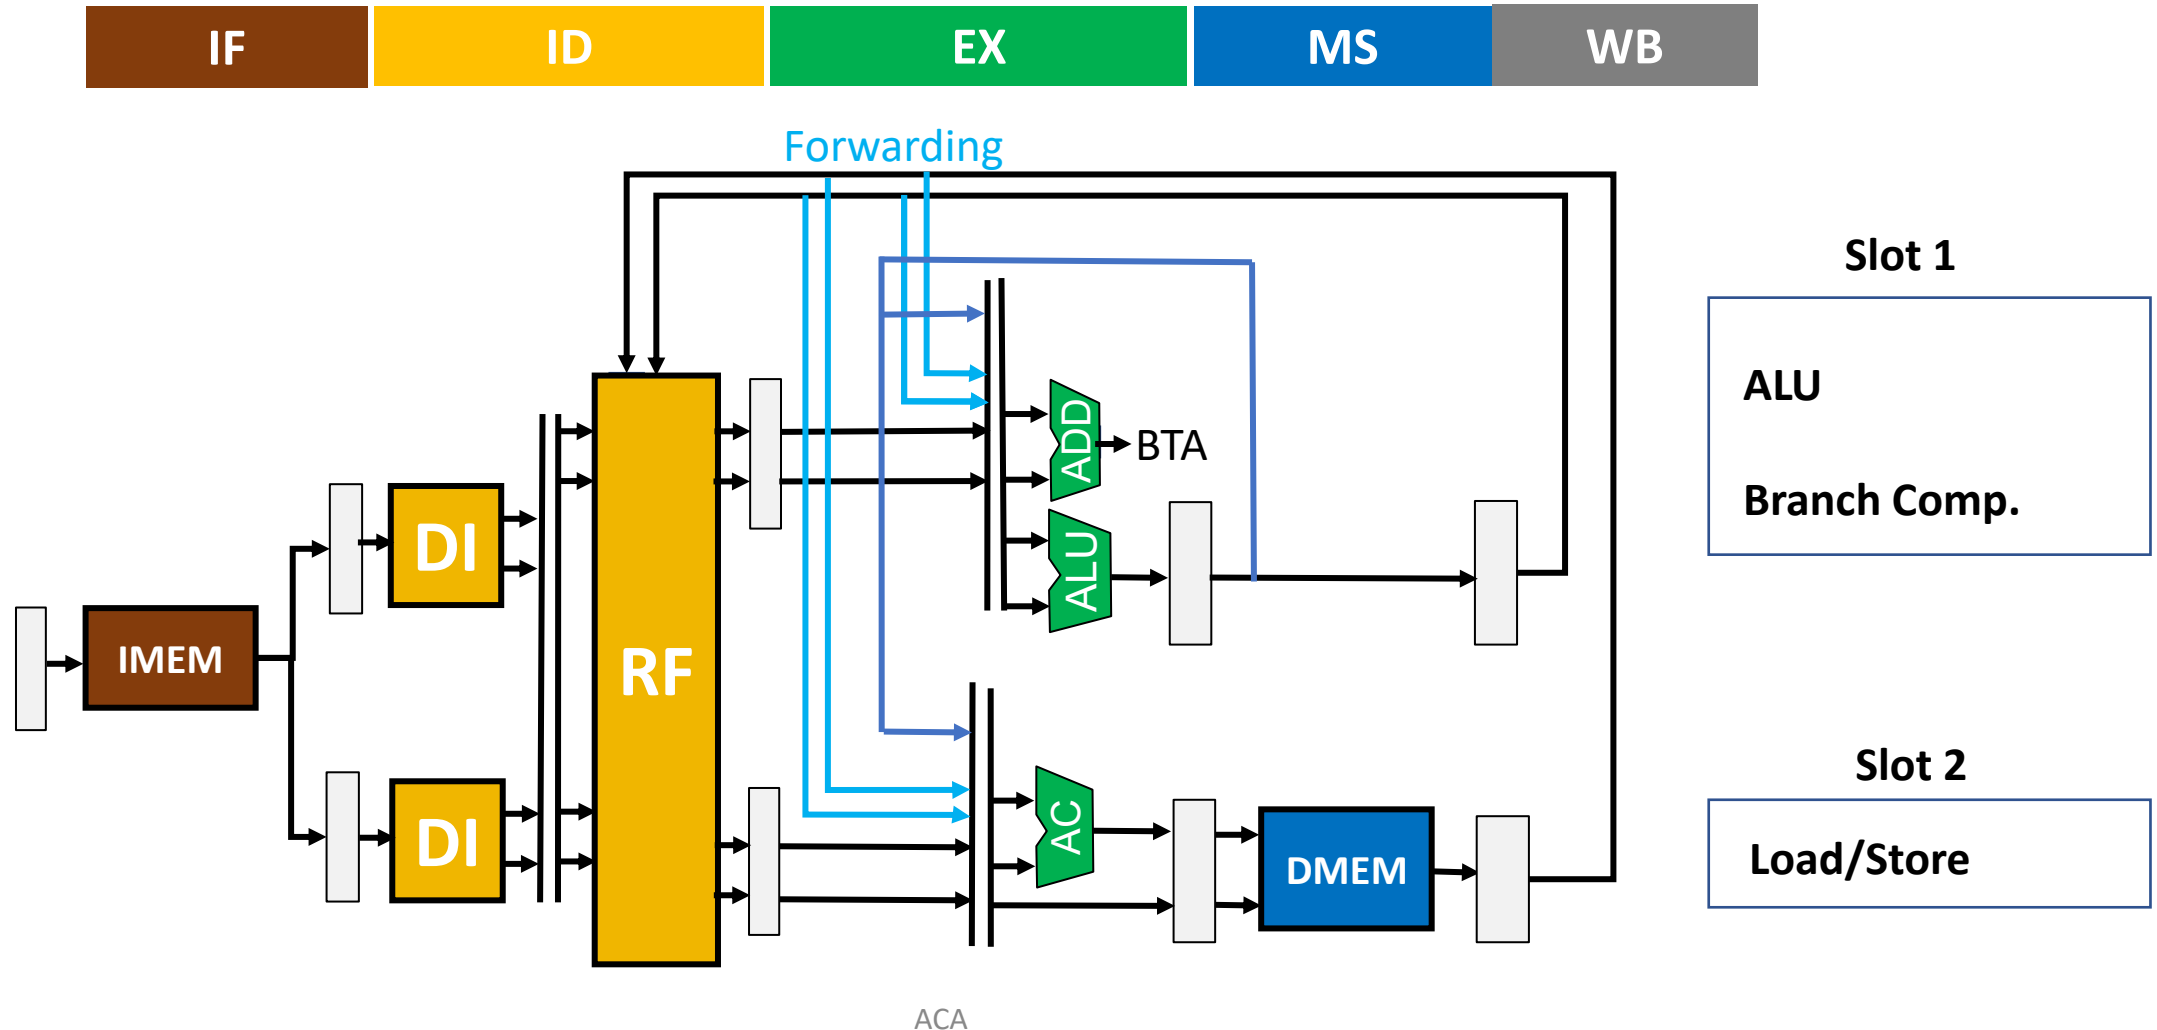 IF ID EX MS WB
Forwarding
Slot 1
ALU
Branch Comp.
ADD
BTA
ALU
DI
IMEM
RF
DI
AC
DMEM
Slot 2
Load/Store
ACA